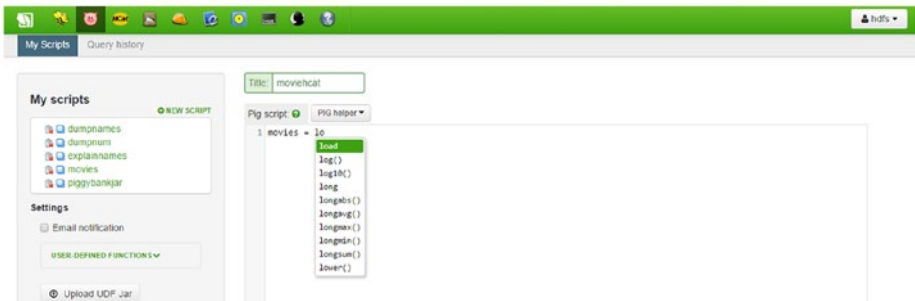 hdfs
My Scripts Query history
My scripts
NEW SCRIPT
dumpnames
dumpnum
explainnames
movies
piggybankjar
Settings
Email notification
USER-DEFINED FUNCTIONS
Upload UDF Jar
Title: moviehcat
Pig script: PIG helper
1 movies = lo
load
log()
log10()
long
longabs()
longavg()
longmax()
longmin()
longsum()
lower()